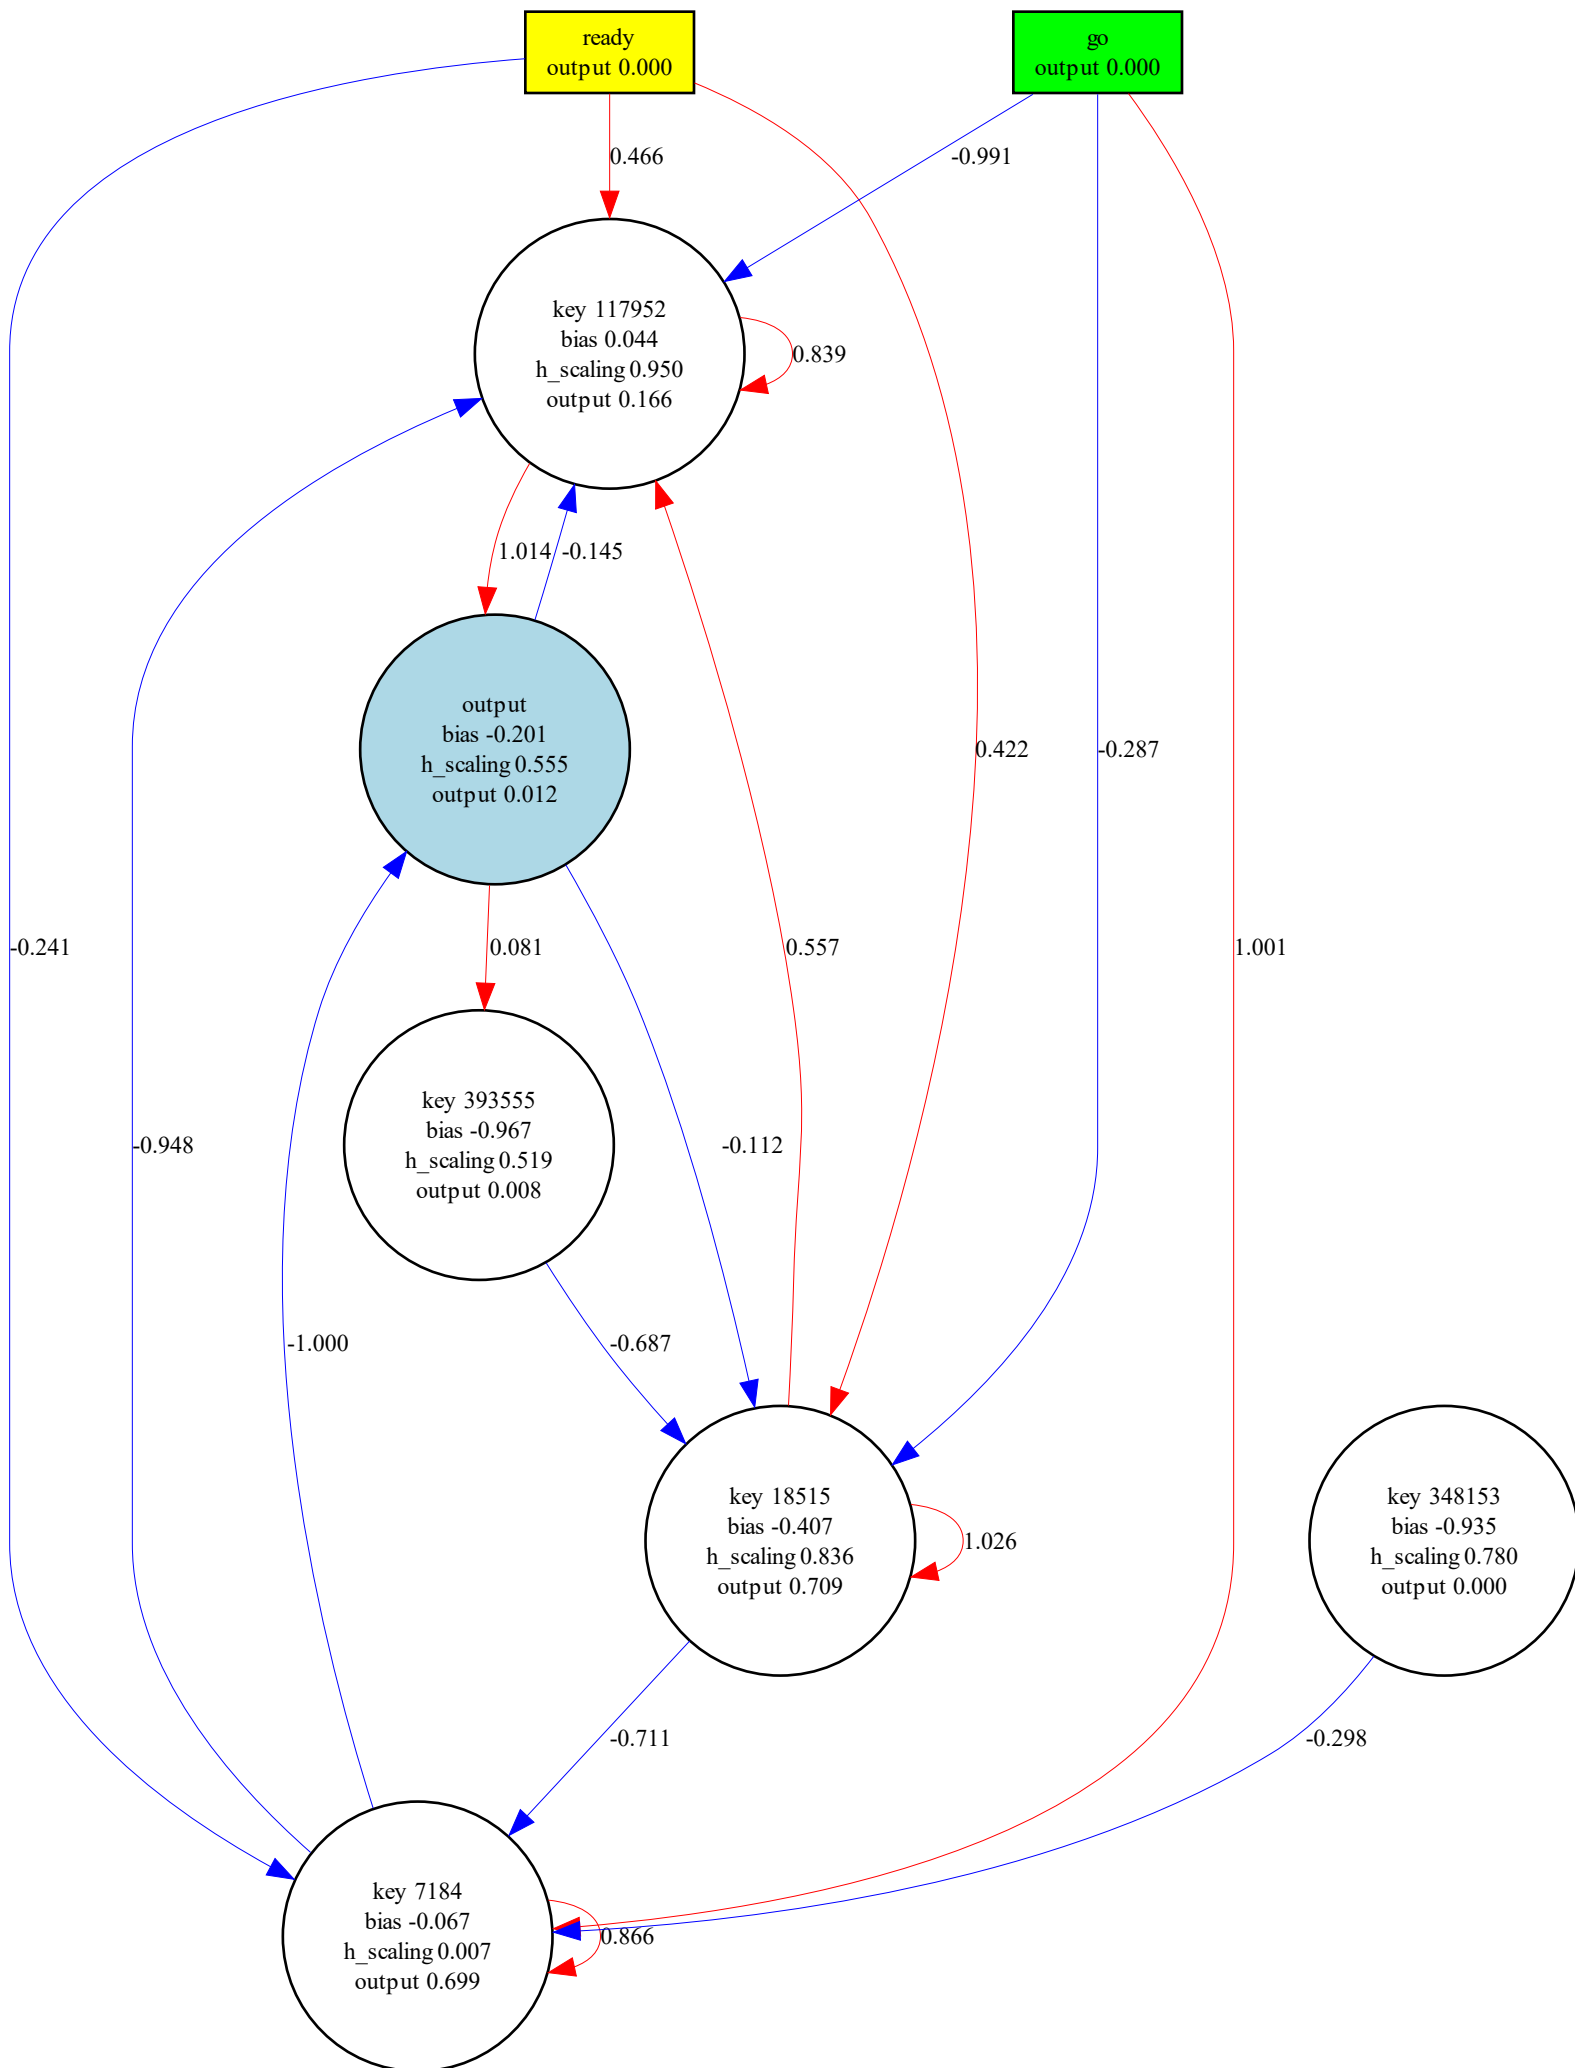 ready
output 0.000
go
output 0.000
0.466
-0.991
key 117952
bias 0.044
h_scaling 0.950
output 0.166
0.839
1.014
-0.145
output
bias -0.201
h_scaling 0.555
output 0.012
0.422
-0.287
-0.241
0.081
0.557
1.001
key 393555
bias -0.967
h_scaling 0.519
output 0.008
-0.948
-0.112
-1.000
-0.687
key 18515
bias -0.407
h_scaling 0.836
output 0.709
1.026
key 348153
bias -0.935
h_scaling 0.780
output 0.000
-0.711
-0.298
key 7184
bias -0.067
h_scaling 0.007
output 0.699
0.866